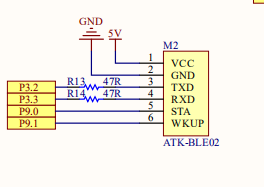 GND
5V
M2
1 VCC
2 GND
P3.2 R13 47R 3 TXD
P3.3 R14 47R 4 RXD
P9.0 5 STA
P9.1 6 WKUP
ATK-BLE02